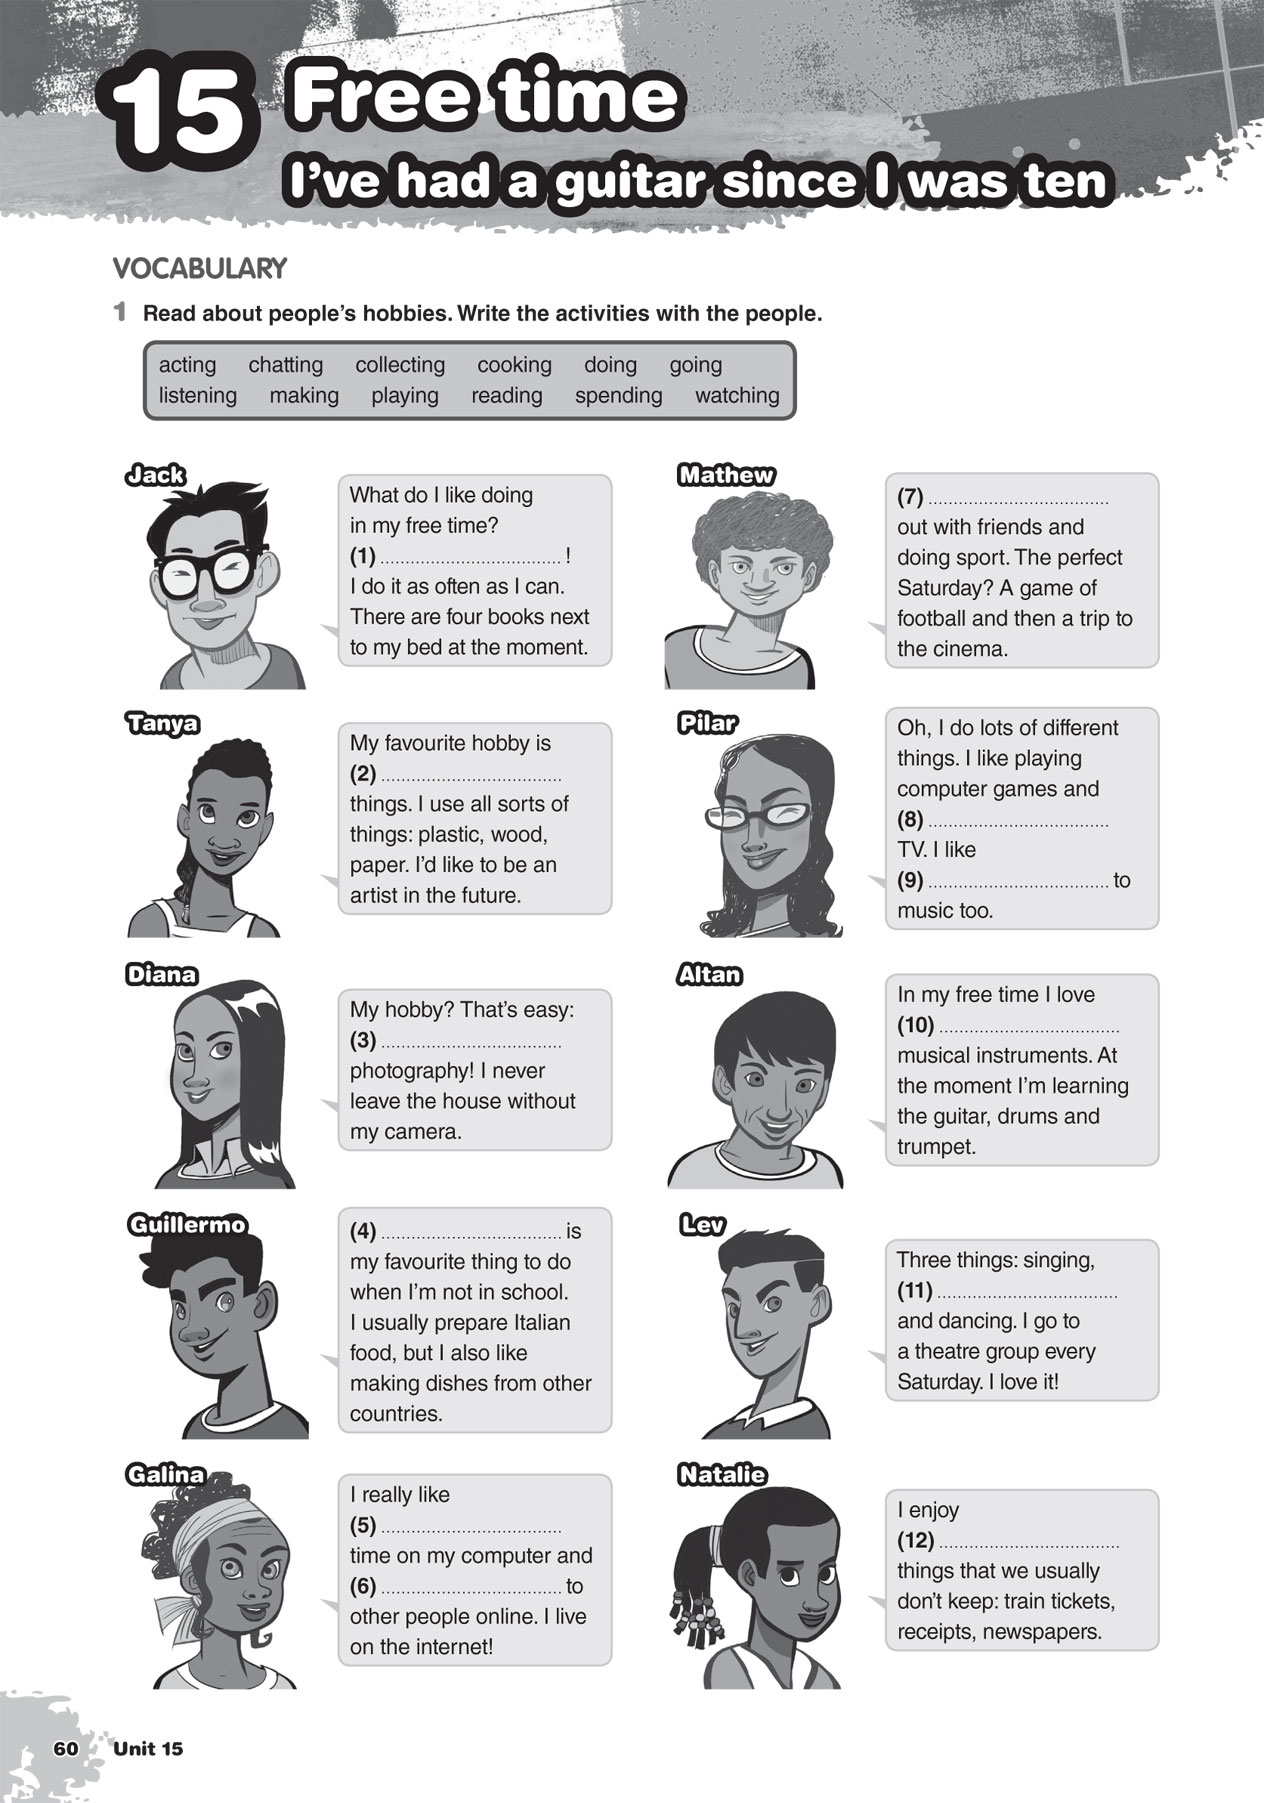 15 Free time
I've had a guitar since I was ten
VOCABULARY
1 Read about people's hobbies. Write the activities with the people.
acting chatting collecting cooking doing going
listening making playing reading spending watching
Jack
What do I like doing
in my free time?
(1) .................................... !
I do it as often as I can.
There are four books next
to my bed at the moment.
Tanya
My favourite hobby is
(2) ....................................
things. I use all sorts of
things: plastic, wood,
paper. I'd like to be an
artist in the future.
Diana
My hobby? That's easy:
(3) ....................................
photography! I never
leave the house without
my camera.
Guillermo
(4) .................................... is
my favourite thing to do
when I'm not in school.
I usually prepare Italian
food, but I also like
making dishes from other
countries.
Galina
I really like
(5) ....................................
time on my computer and
(6) .................................... to
other people online. I live
on the internet!
Mathew
(7) ....................................
out with friends and
doing sport. The perfect
Saturday? A game of
football and then a trip to
the cinema.
Pilar
Oh, I do lots of different
things. I like playing
computer games and
(8) ....................................
TV. I like
(9) .................................... to
music too.
Altan
In my free time I love
(10) ....................................
musical instruments. At
the moment I'm learning
the guitar, drums and
trumpet.
Lev
Three things: singing,
(11) ....................................
and dancing. I go to
a theatre group every
Saturday. I love it!
Natalie
I enjoy
(12) ....................................
things that we usually
don't keep: train tickets,
receipts, newspapers.
60 Unit 15